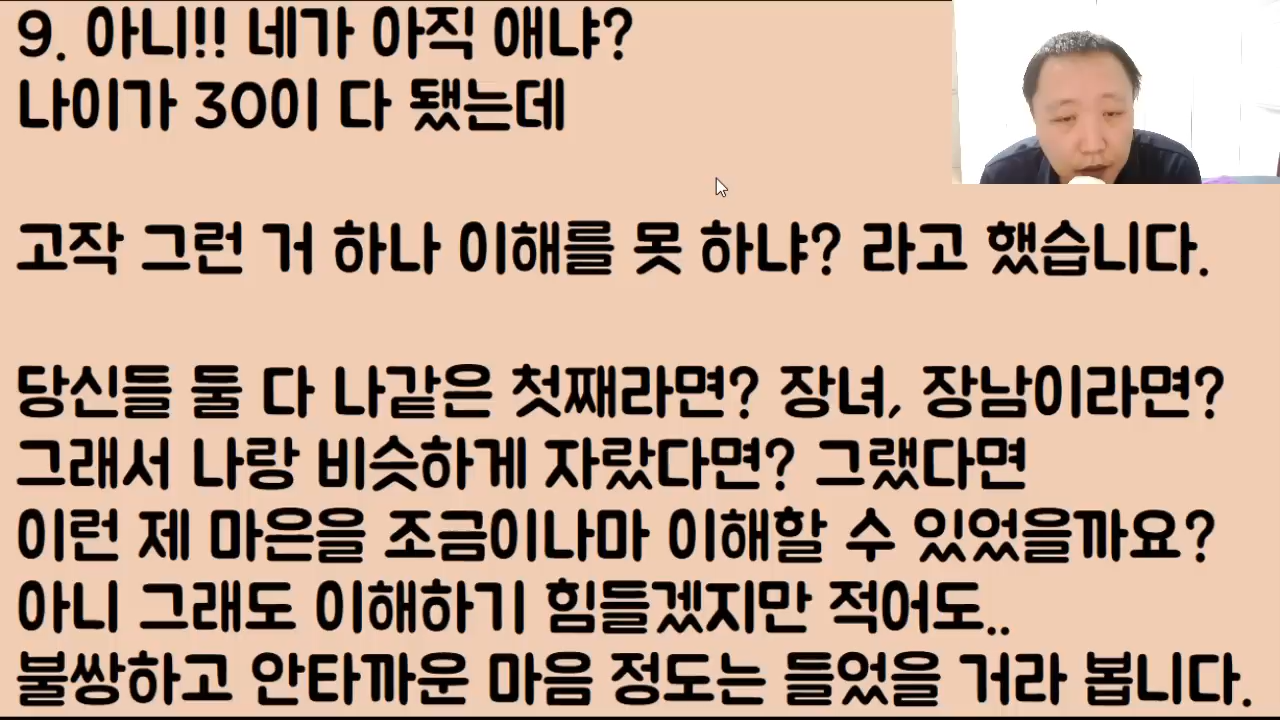 9. 아니!! 네가 아직 애냐?
나이가 30이 다 됐는데
고작 그런 거 하나 이해를 못 하냐? 라고 했습니다.
당신들 둘 다 나같은 첫째라면? 장녀, 장남이라면?
그래서 나랑 비슷하게 자랐다면? 그랬다면
이런 제 마은을 조금이나마 이해할 수 있었을까요?
아니 그래도 이해하기 힘들겠지만 적어도..
불쌍하고 안타까운 마음 정도는 들었을 거라 봅니다.